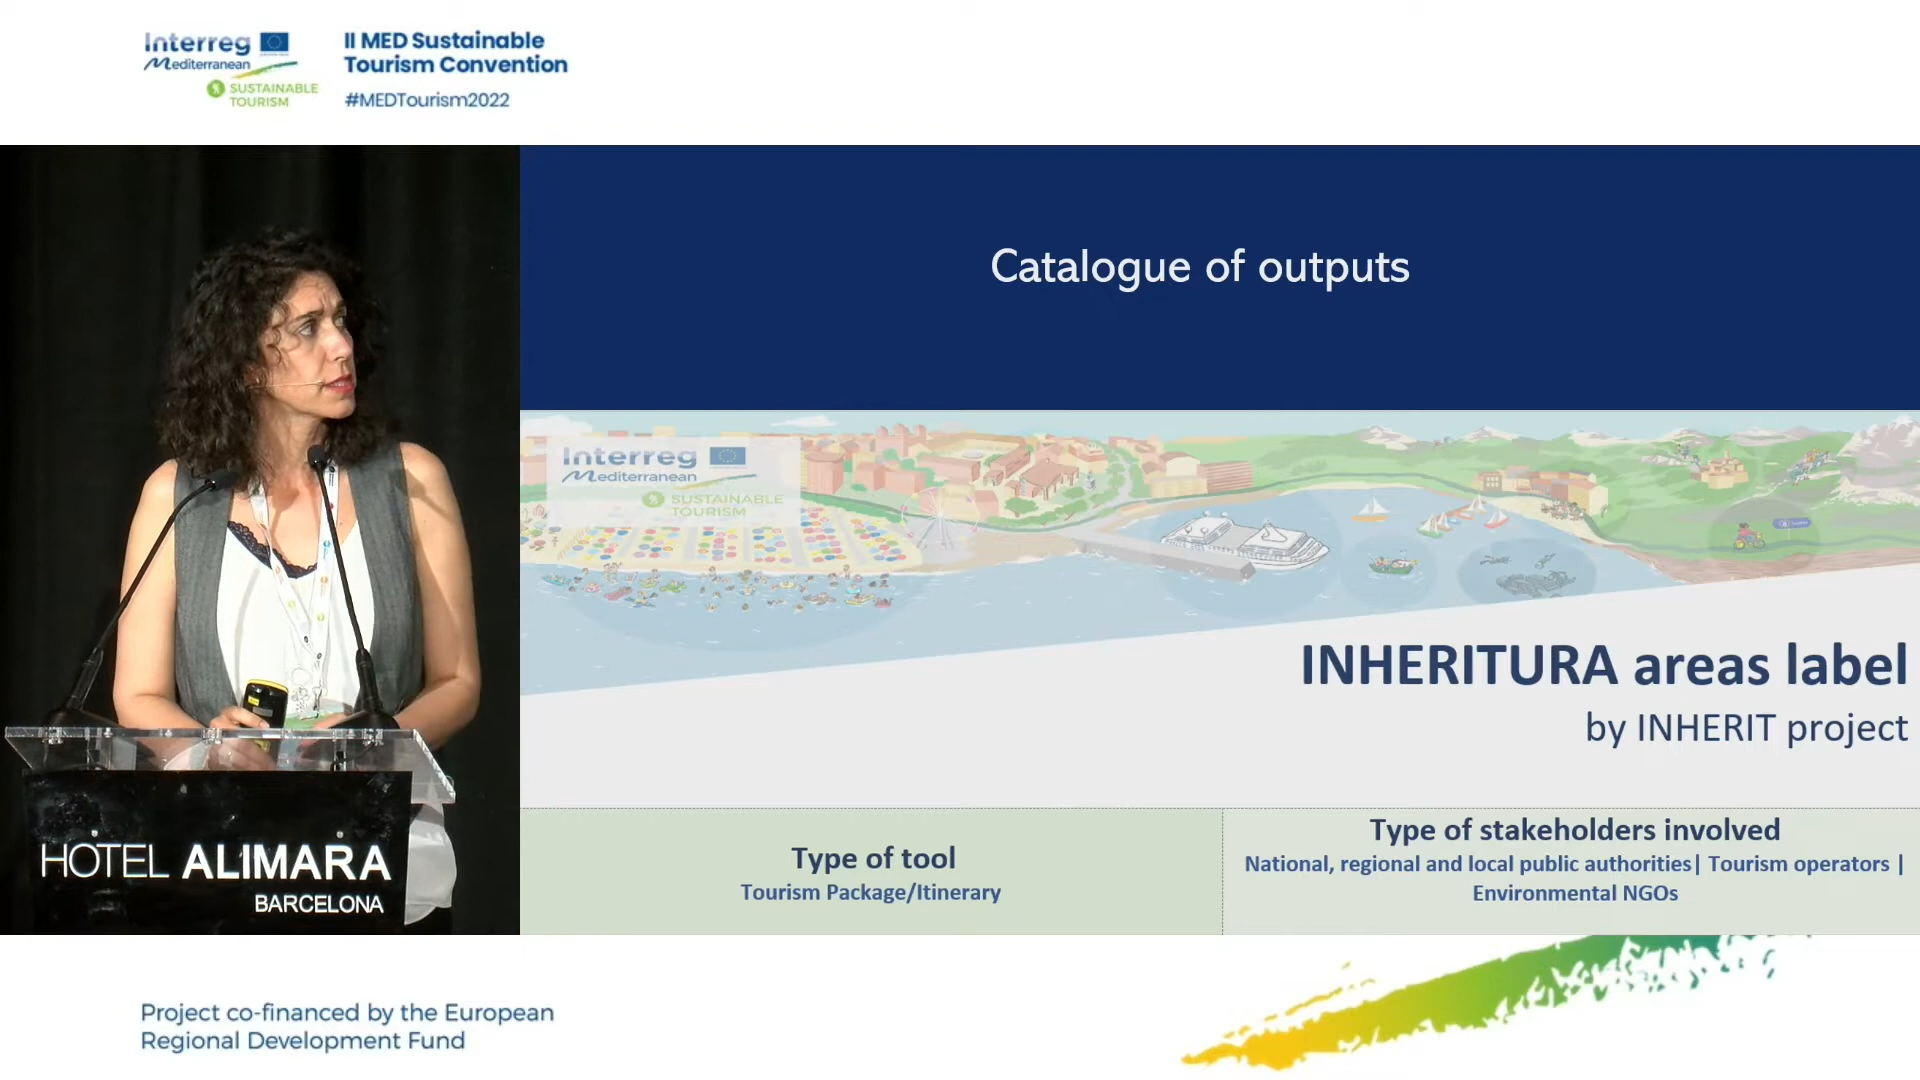 Interreg
Mediterranean
SUSTAINABLE
TOURISM
II MED Sustainable
Tourism Convention
#MEDTourism2022
Catalogue of outputs
Interreg
Mediterranean
SUSTAINABLE
TOURISM
INHERITURA areas label
by INHERIT project
Type of tool
Tourism Package/Itinerary
Type of stakeholders involved
National, regional and local public authorities| Tourism operators |
Environmental NGOs
HOTEL ALIMARA
BARCELONA
Project co-financed by the European
Regional Development Fund